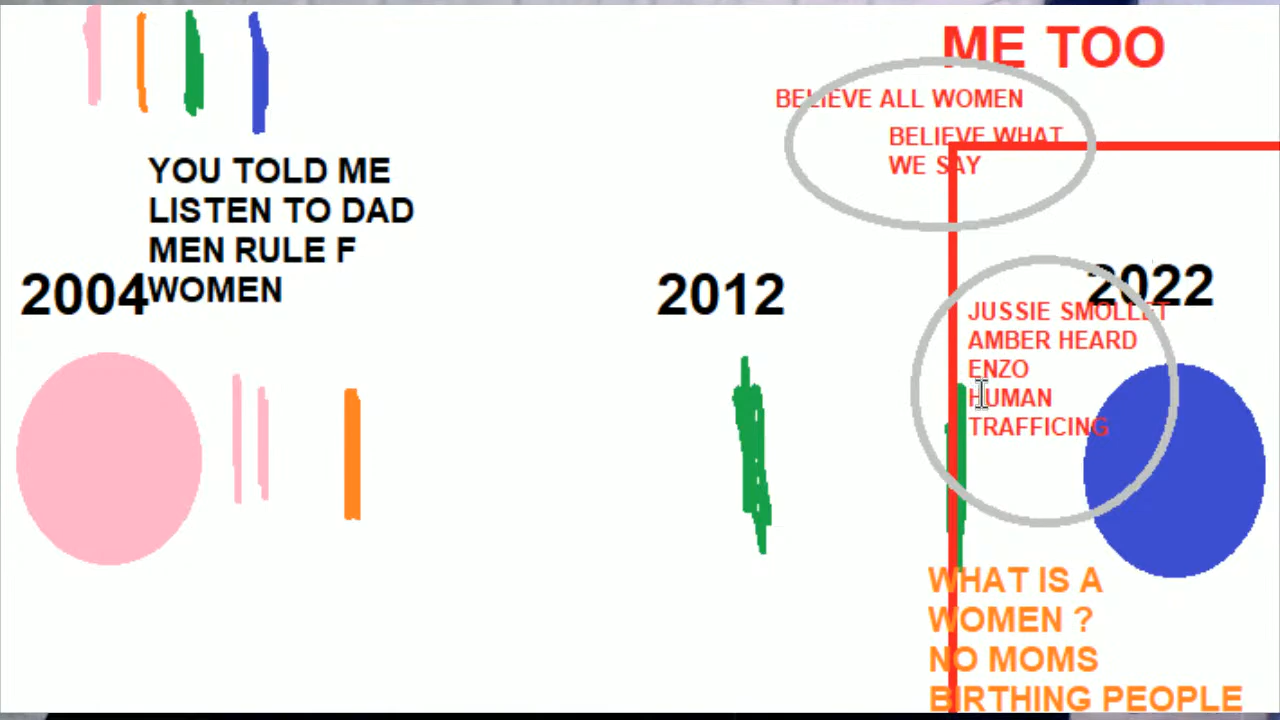 ME TOO
BELIEVE ALL WOMEN
BELIEVE WHAT
WE SAY
YOU TOLD ME
LISTEN TO DAD
MEN RULE F
WOMEN
2004
2012
2022
JUSSIE SMOLLET
AMBER HEARD
ENZO
HUMAN
TRAFFICING
WHAT IS A
WOMEN ?
NO MOMS
BIRTHING PEOPLE